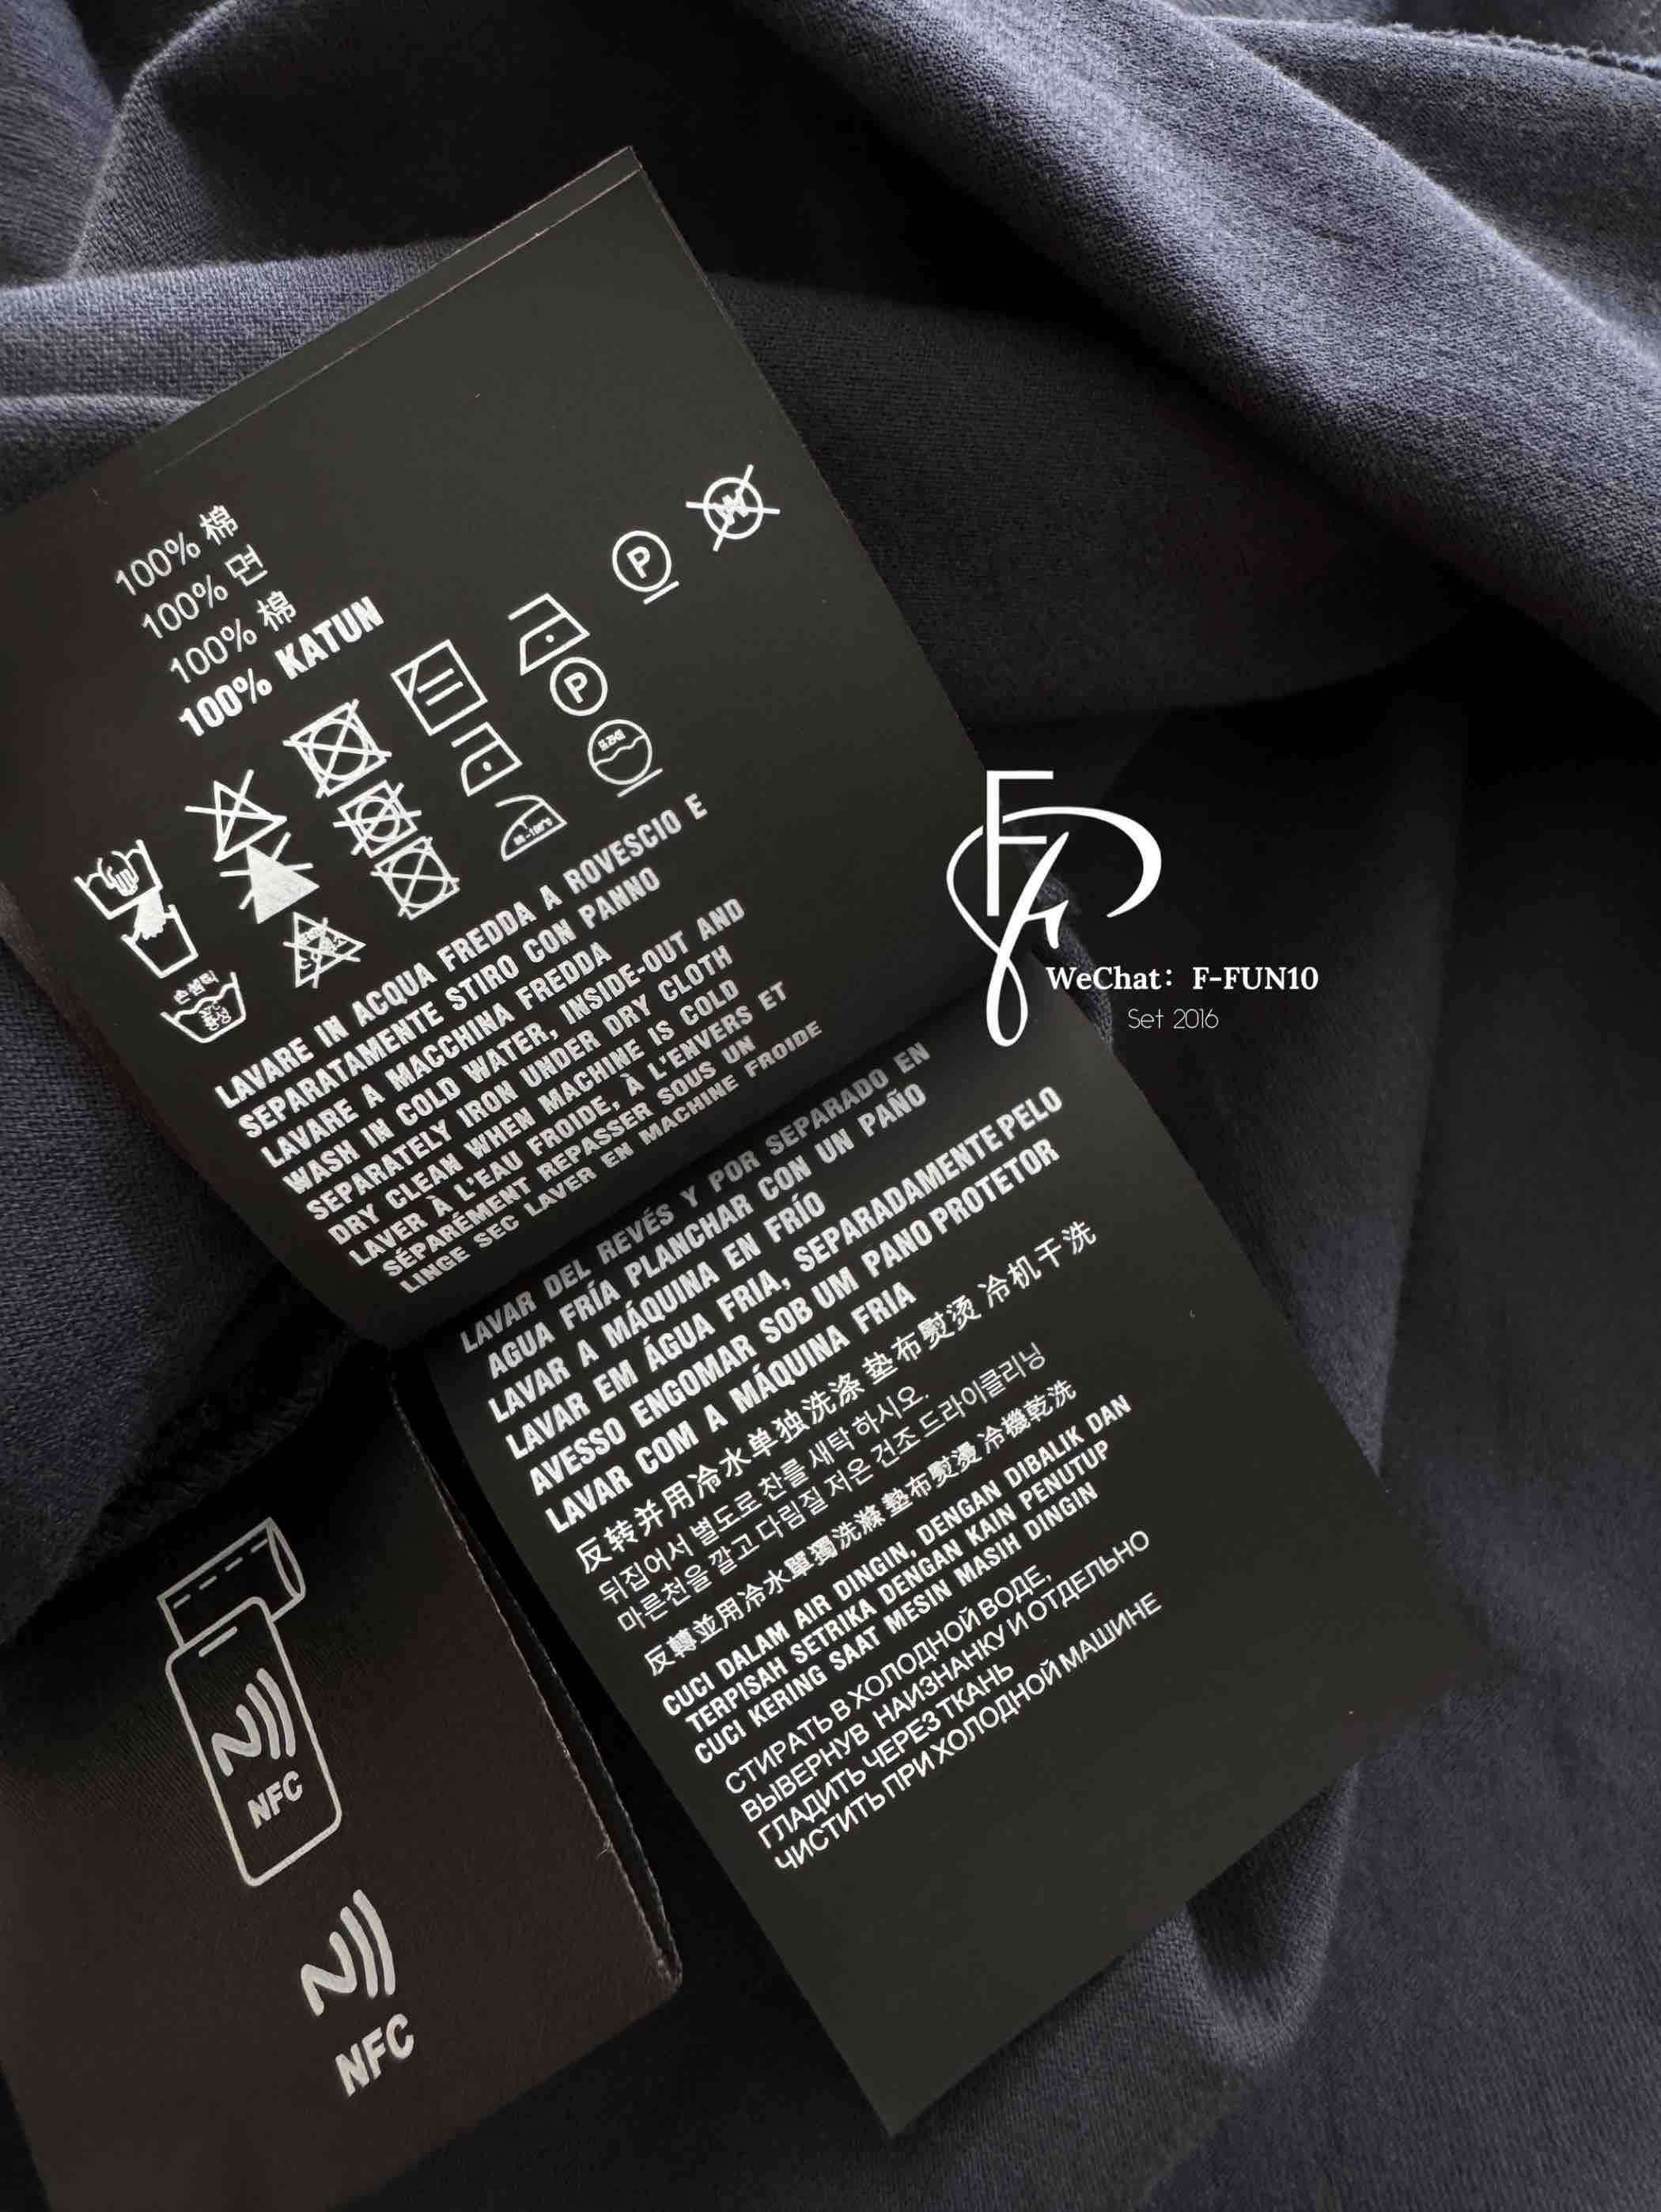 100% 棉
100% 면
100% 棉
100% KATUN
P
W
P
손세탁
30℃
중성
LAVARE IN ACQUA FREDDA A ROVESCIO E
SEPARATAMENTE STIRO CON PANNO
LAVARE A MACCHINA FREDDA
WASH IN COLD WATER, INSIDE-OUT AND
SEPARATELY IRON UNDER DRY CLOTH
DRY CLEAN WHEN MACHINE IS COLD
LAVER À L'EAU FROIDE, À L'ENVERS ET
SÉPARÉMENT REPASSER SOUS UN
LINGE SEC LAVER EN MACHINE FROIDE
WeChat: F-FUN10
Set 2016
LAVAR DEL REVÉS Y POR SEPARADO EN
AGUA FRÍA PLANCHAR CON UN PAÑO
LAVAR A MÁQUINA EN FRÍO
LAVAR EM ÁGUA FRIA, SEPARADAMENTE PELO
AVESSO ENGOMAR SOB UM PANO PROTETOR
LAVAR COM A MÁQUINA FRIA
反转并用冷水单独洗涤 垫布熨烫 冷机干洗
뒤집어서 별도로 찬물 세탁 하시오.
마른천을 깔고 다림질 저온 건조 드라이클리닝
反轉並用冷水單獨洗滌 墊布熨燙 冷機乾洗
CUCI DALAM AIR DINGIN, DENGAN DIBALIK DAN
TERPISAH SETRIKA DENGAN KAIN PENUTUP
CUCI KERING SAAT MESIN MASIH DINGIN
СТИРАТЬ В ХОЛОДНОЙ ВОДЕ,
ВЫВЕРНУВ НАИЗНАНКУ И ОТДЕЛЬНО
ГЛАДИТЬ ЧЕРЕЗ ТКАНЬ
ЧИСТИТЬ ПРИ ХОЛОДНОЙ МАШИНЕ
NFC
NFC